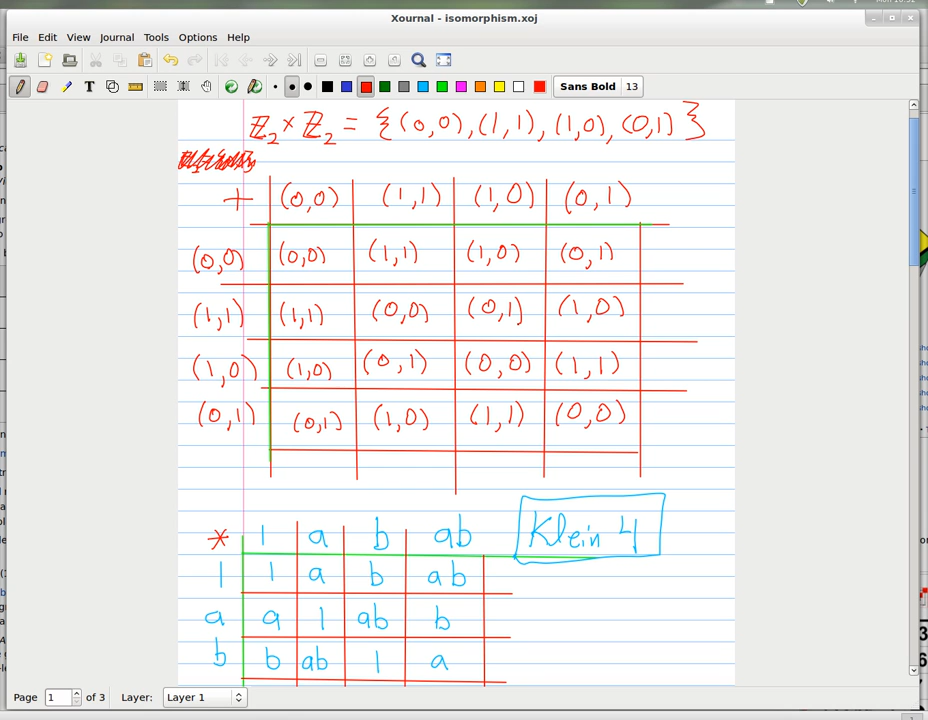 Xournal - isomorphism.xoj
File Edit View Journal Tools Options Help
T Sans Bold 13
ℤ₂ × ℤ₂ = {(0,0),(1,1),(1,0),(0,1)}
+ (0,0) (1,1) (1,0) (0,1)
(0,0) (0,0) (1,1) (1,0) (0,1)
(1,1) (1,1) (0,0) (0,1) (1,0)
(1,0) (1,0) (0,1) (0,0) (1,1)
(0,1) (0,1) (1,0) (1,1) (0,0)
Klein 4
* 1 a b ab
1 1 a b ab
a a 1 ab b
b b ab 1 a
Page 1 of 3 Layer: Layer 1